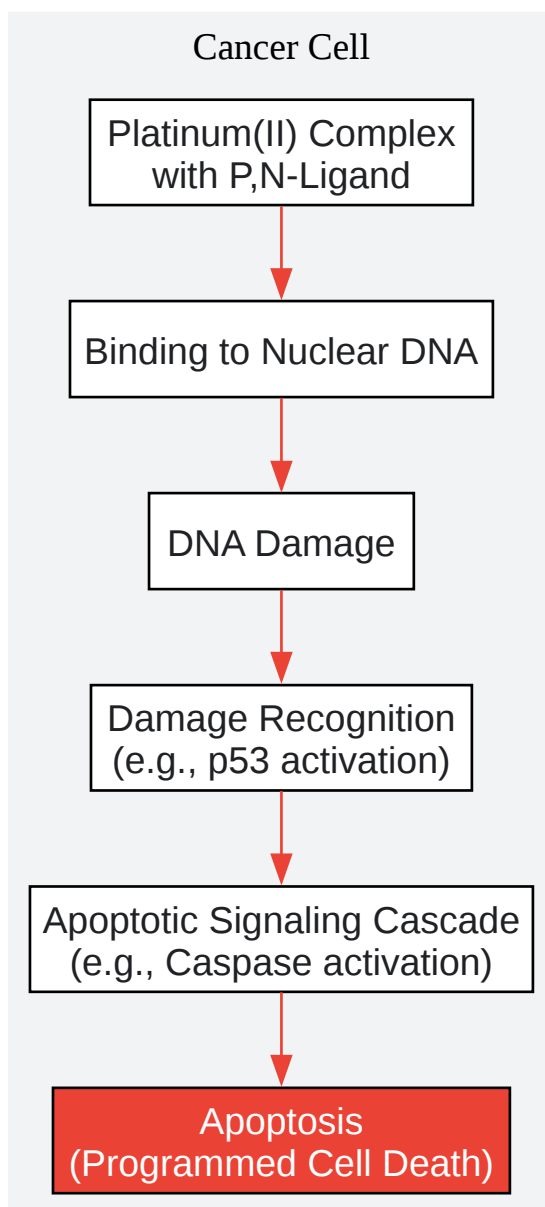 Cancer Cell
Platinum(II) Complex
with P,N-Ligand
Binding to Nuclear DNA
DNA Damage
Damage Recognition
(e.g., p53 activation)
Apoptotic Signaling Cascade
(e.g., Caspase activation)
Apoptosis
(Programmed Cell Death)